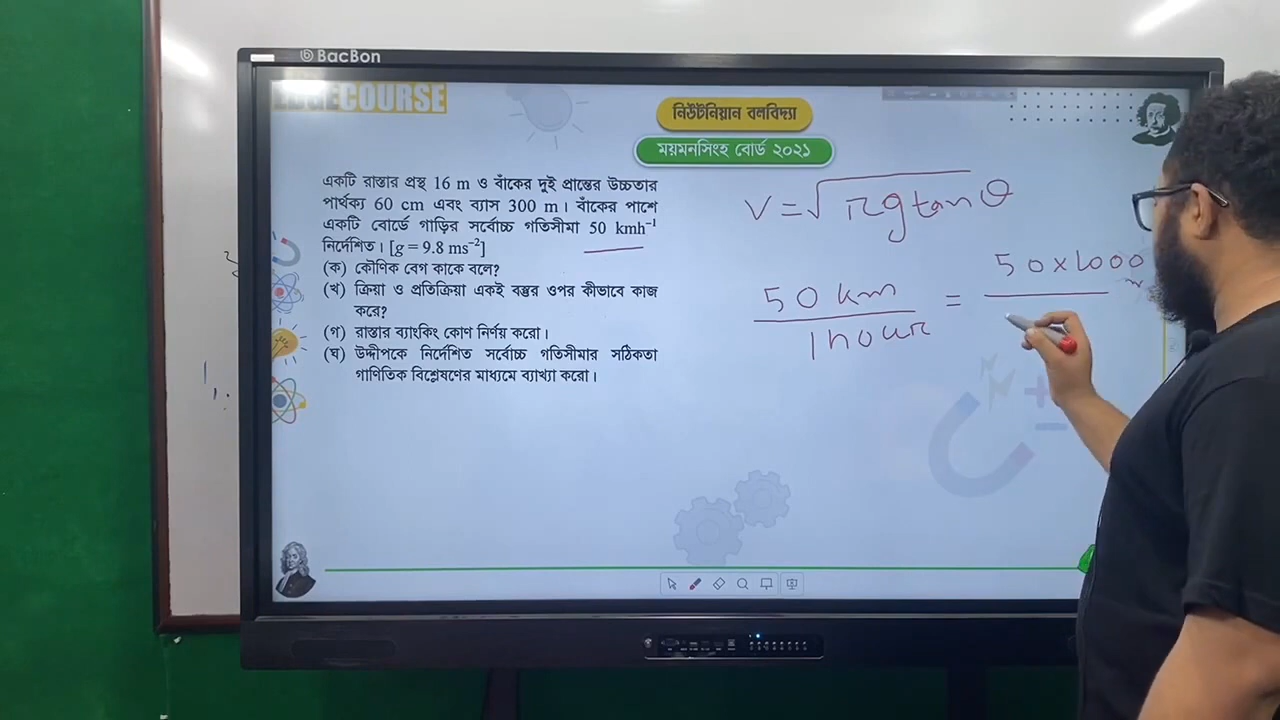 BacBon
COURSE
নিউটনিয়ান বলবিদ্যা
ময়মনসিংহ বোর্ড ২০২১
একটি রাস্তার প্রস্থ 16 m ও বাঁকের দুই প্রান্তের উচ্চতার
পার্থক্য 60 cm এবং ব্যাস 300 m। বাঁকের পাশে
একটি বোর্ডে গাড়ির সর্বোচ্চ গতিসীমা 50 kmh⁻¹
নির্দেশিত। [g = 9.8 ms⁻²]
(ক) কৌণিক বেগ কাকে বলে?
(খ) ক্রিয়া ও প্রতিক্রিয়া একই বস্তুর ওপর কীভাবে কাজ
করে?
(গ) রাস্তার ব্যাংকিং কোণ নির্ণয় করো।
(ঘ) উদ্দীপকে নির্দেশিত সর্বোচ্চ গতিসীমার সঠিকতা
গাণিতিক বিশ্লেষণের মাধ্যমে ব্যাখ্যা করো।
v = √rg tan θ
50 km
1 hour
=
50 × 1000